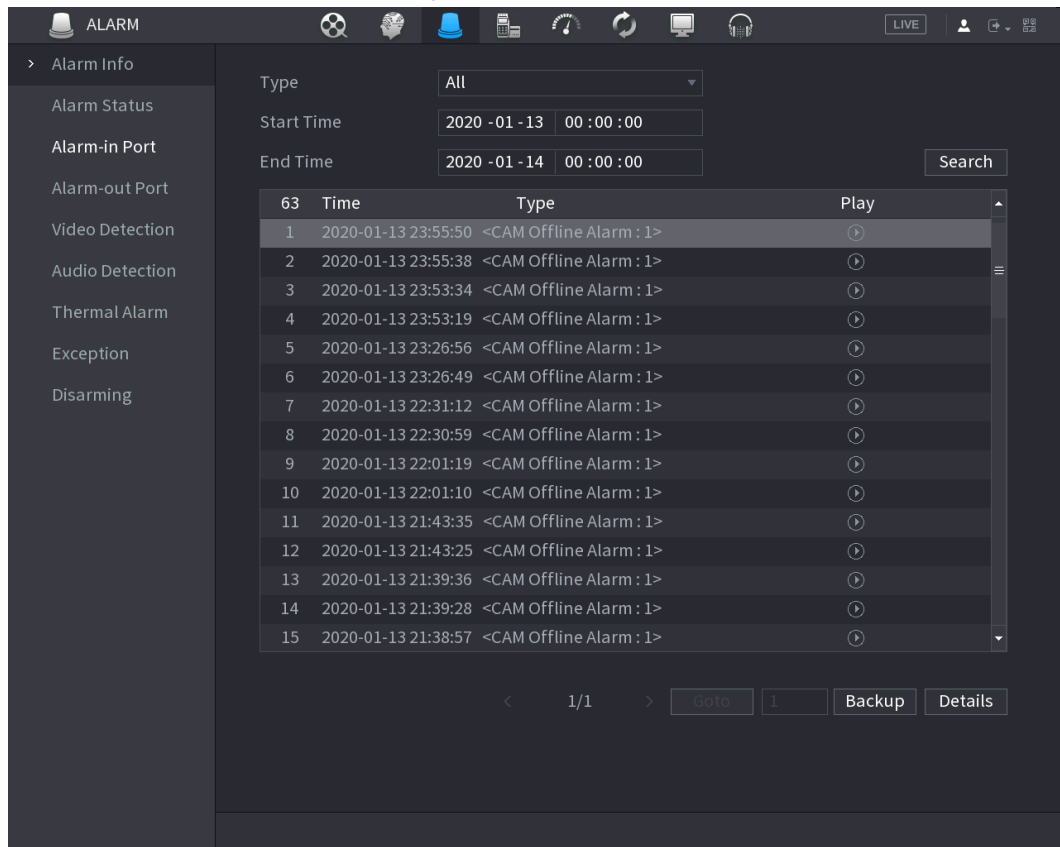 ALARM
LIVE
Alarm Info
Alarm Status
Alarm-in Port
Alarm-out Port
Video Detection
Audio Detection
Thermal Alarm
Exception
Disarming
Type All
Start Time 2020 -01 -13 00 :00 :00
End Time 2020 -01 -14 00 :00 :00
Search
63 Time Type Play
1 2020-01-13 23:55:50 <CAM Offline Alarm : 1>
2 2020-01-13 23:55:38 <CAM Offline Alarm : 1>
3 2020-01-13 23:53:34 <CAM Offline Alarm : 1>
4 2020-01-13 23:53:19 <CAM Offline Alarm : 1>
5 2020-01-13 23:26:56 <CAM Offline Alarm : 1>
6 2020-01-13 23:26:49 <CAM Offline Alarm : 1>
7 2020-01-13 22:31:12 <CAM Offline Alarm : 1>
8 2020-01-13 22:30:59 <CAM Offline Alarm : 1>
9 2020-01-13 22:01:19 <CAM Offline Alarm : 1>
10 2020-01-13 22:01:10 <CAM Offline Alarm : 1>
11 2020-01-13 21:43:35 <CAM Offline Alarm : 1>
12 2020-01-13 21:43:25 <CAM Offline Alarm : 1>
13 2020-01-13 21:39:36 <CAM Offline Alarm : 1>
14 2020-01-13 21:39:28 <CAM Offline Alarm : 1>
15 2020-01-13 21:38:57 <CAM Offline Alarm : 1>
< 1/1 > Goto 1 Backup Details